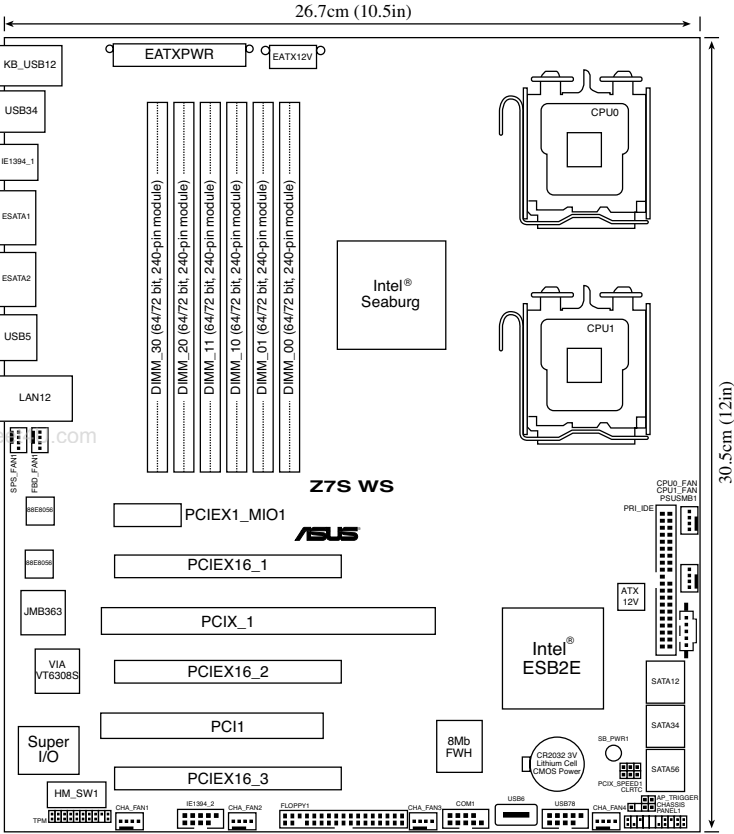 26.7cm (10.5in)
KB_USB12
EATXPWR
EATX12V
USB34
IE1394_1
ESATA1
ESATA2
USB5
LAN12
CPU0
CPU1
DIMM_30 (64/72 bit, 240-pin module)
DIMM_20 (64/72 bit, 240-pin module)
DIMM_11 (64/72 bit, 240-pin module)
DIMM_10 (64/72 bit, 240-pin module)
DIMM_01 (64/72 bit, 240-pin module)
DIMM_00 (64/72 bit, 240-pin module)
Intel®
Seaburg
30.5cm (12in)
.com
SPS_FAN1
FBD_FAN1
Z7S WS
ASUS
CPU0_FAN
CPU1_FAN
PSUSMB1
PRI_IDE
88E8056
PCIEX1_MIO1
88E8056
PCIEX16_1
JMB363
PCIX_1
ATX
12V
Intel®
ESB2E
VIA
VT6308S
PCIEX16_2
SATA12
PCI1
SATA34
Super
I/O
8Mb
FWH
CR2032 3V
Lithium Cell
CMOS Power
SB_PWR1
SATA56
PCIEX16_3
PCIX_SPEED1
CLRTC
HM_SW1
TPM
CHA_FAN1
IE1394_2
CHA_FAN2
FLOPPY1
CHA_FAN3
COM1
USB6
USB78
CHA_FAN4
AP_TRIGGER
CHASSIS
PANEL1